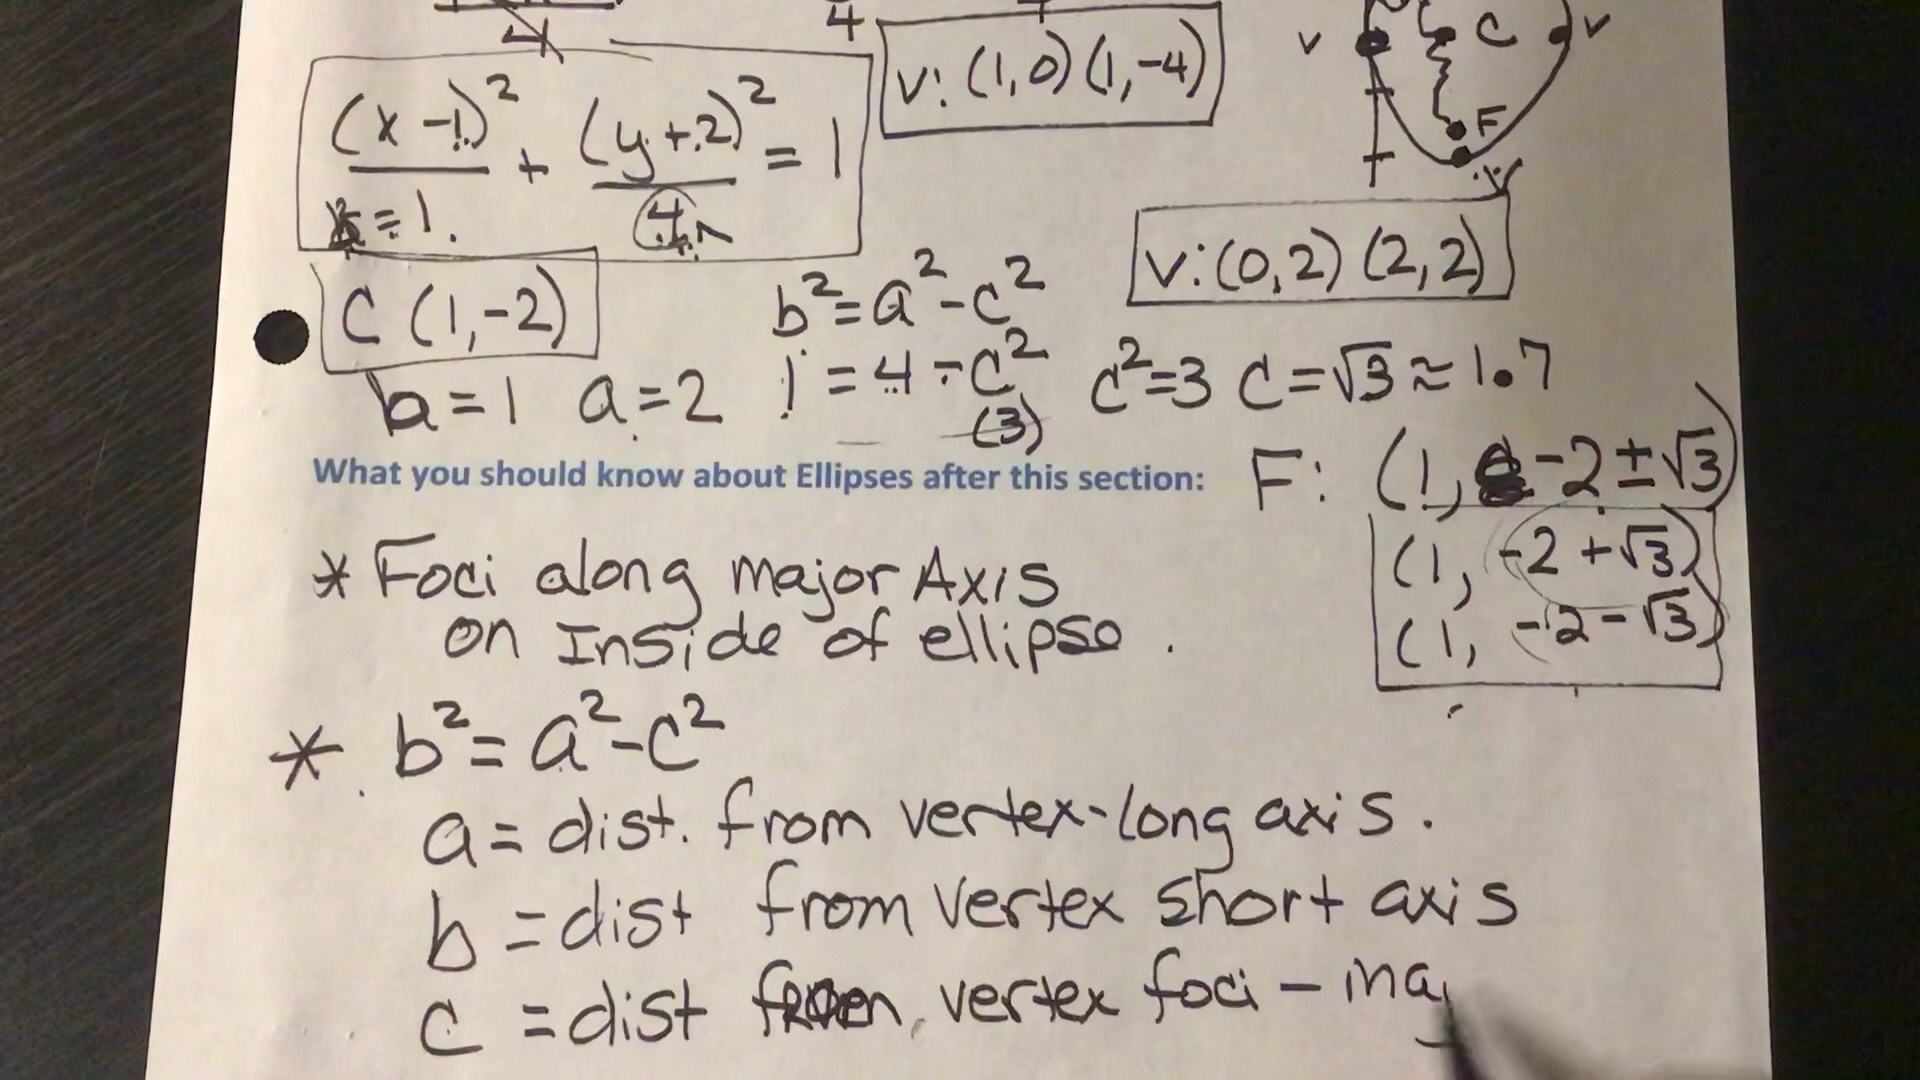 4 4
v: (1,0) (1,-4)
v C v
(x-1)² + (y+2)² = 1
=1. 4
F
v
v: (0,2) (2,2)
C (1,-2)
b² = a² - c²
b=1 a=2 1 = 4 - c² c²=3 c=√3 ≈ 1.7
(3)
What you should know about Ellipses after this section:
F: (1, -2 ± √3)
(1, -2 + √3)
(1, -2 - √3)
* Foci along major Axis
on Inside of ellipse.
* b² = a² - c²
a = dist. from vertex-long axis.
b = dist from vertex short axis
c = dist from vertex foci - maj